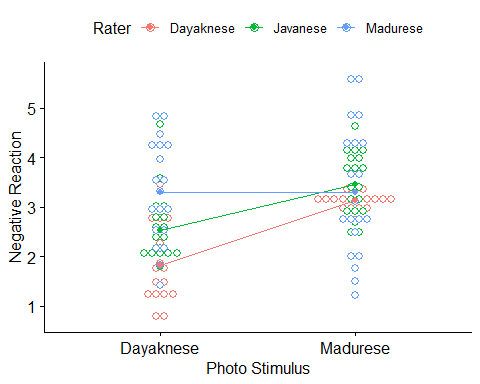 Rater Dayaknese Javanese Madurese
Negative Reaction
5
4
3
2
1
Dayaknese Madurese
Photo Stimulus